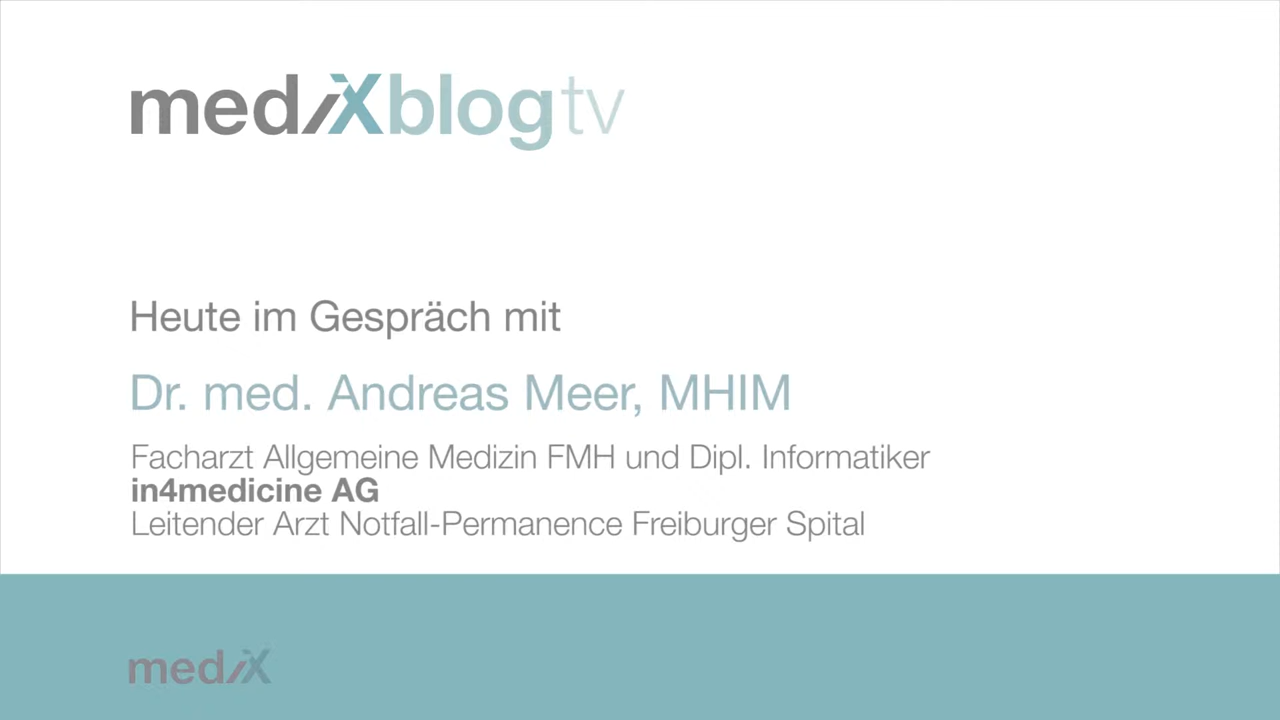 mediXblogtv
Heute im Gespräch mit
Dr. med. Andreas Meer, MHIM
Facharzt Allgemeine Medizin FMH und Dipl. Informatiker
in4medicine AG
Leitender Arzt Notfall-Permanence Freiburger Spital
mediX